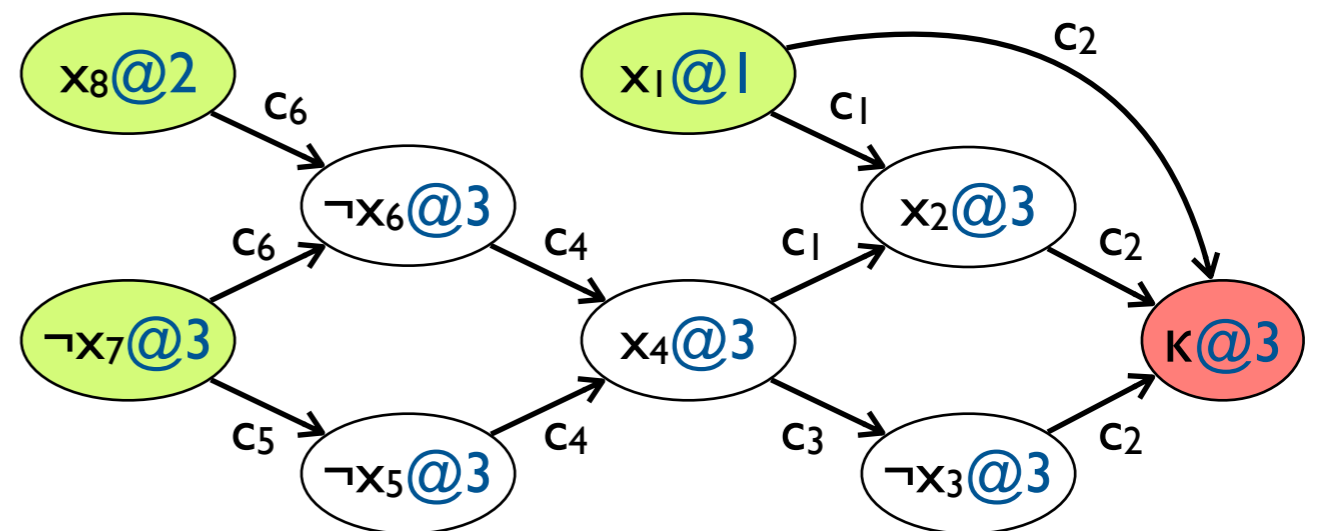 x₈@2
x₁@1
c₂
c₆
c₁
¬x₆@3
x₂@3
c₆
c₄
c₁
c₂
¬x₇@3
x₄@3
κ@3
c₅
c₄
c₃
c₂
¬x₅@3
¬x₃@3